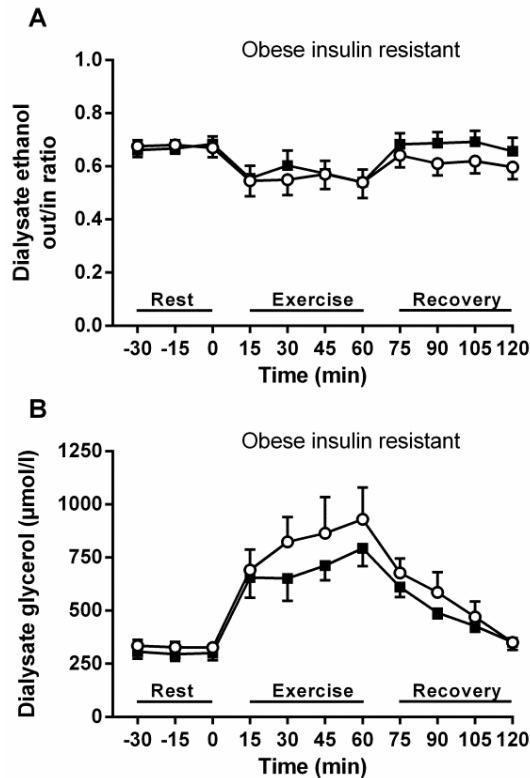 A
Obese insulin resistant
Dialysate ethanol
out/in ratio
1.0
0.8
0.6
0.4
0.2
0.0
Rest Exercise Recovery
-30 -15 0 15 30 45 60 75 90 105 120
Time (min)
B
Obese insulin resistant
Dialysate glycerol (μmol/l)
1250
1000
750
500
250
0
Rest Exercise Recovery
-30 -15 0 15 30 45 60 75 90 105 120
Time (min)